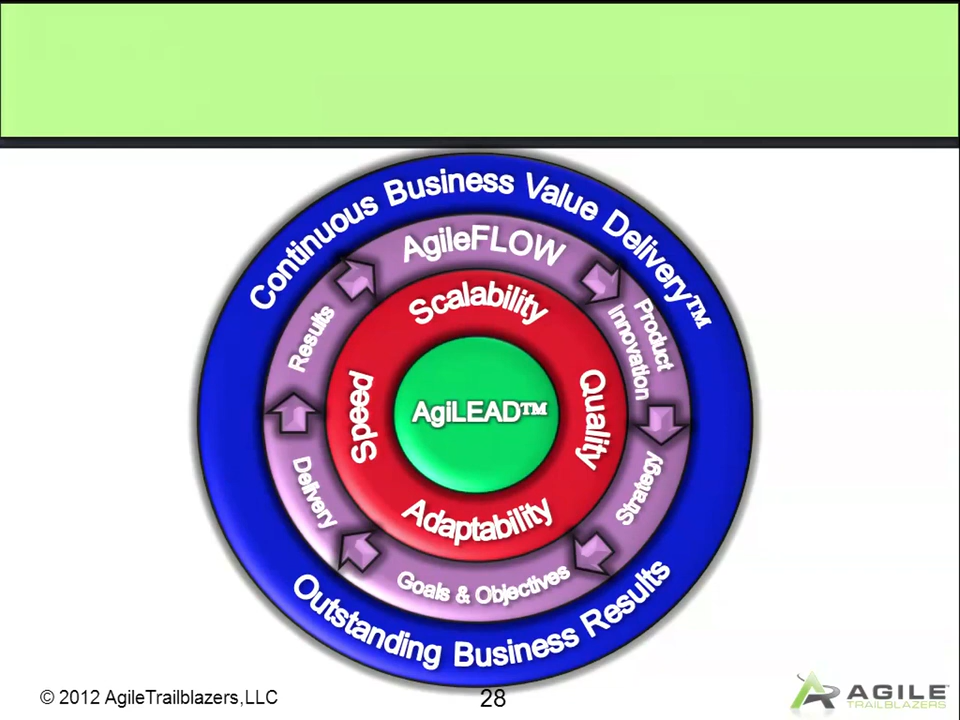 Continuous Business Value Delivery™
AgileFLOW
Product
Innovation
Strategy
Goals & Objectives
Delivery
Results
Scalability
Quality
Adaptability
Speed
AgiLEAD™
Outstanding Business Results
© 2012 AgileTrailblazers,LLC
28
AGILE
TRAILBLAZERS